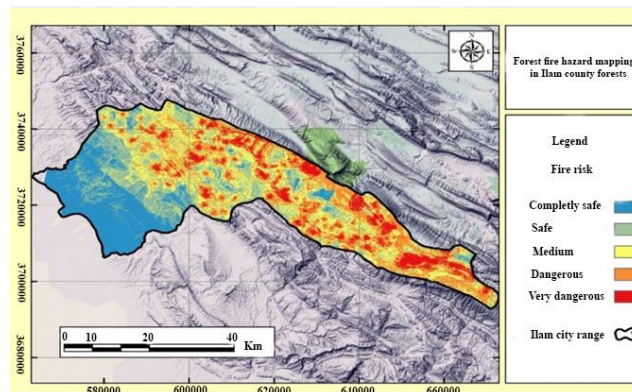 3760000
3740000
3720000
3700000
3680000
580000
600000
620000
640000
660000
N
W
E
S
0 10 20 40
Km
Forest fire hazard mapping
in Ilam county forests
Legend
Fire risk
Completly safe
Safe
Medium
Dangerous
Very dangerous
Ilam city range